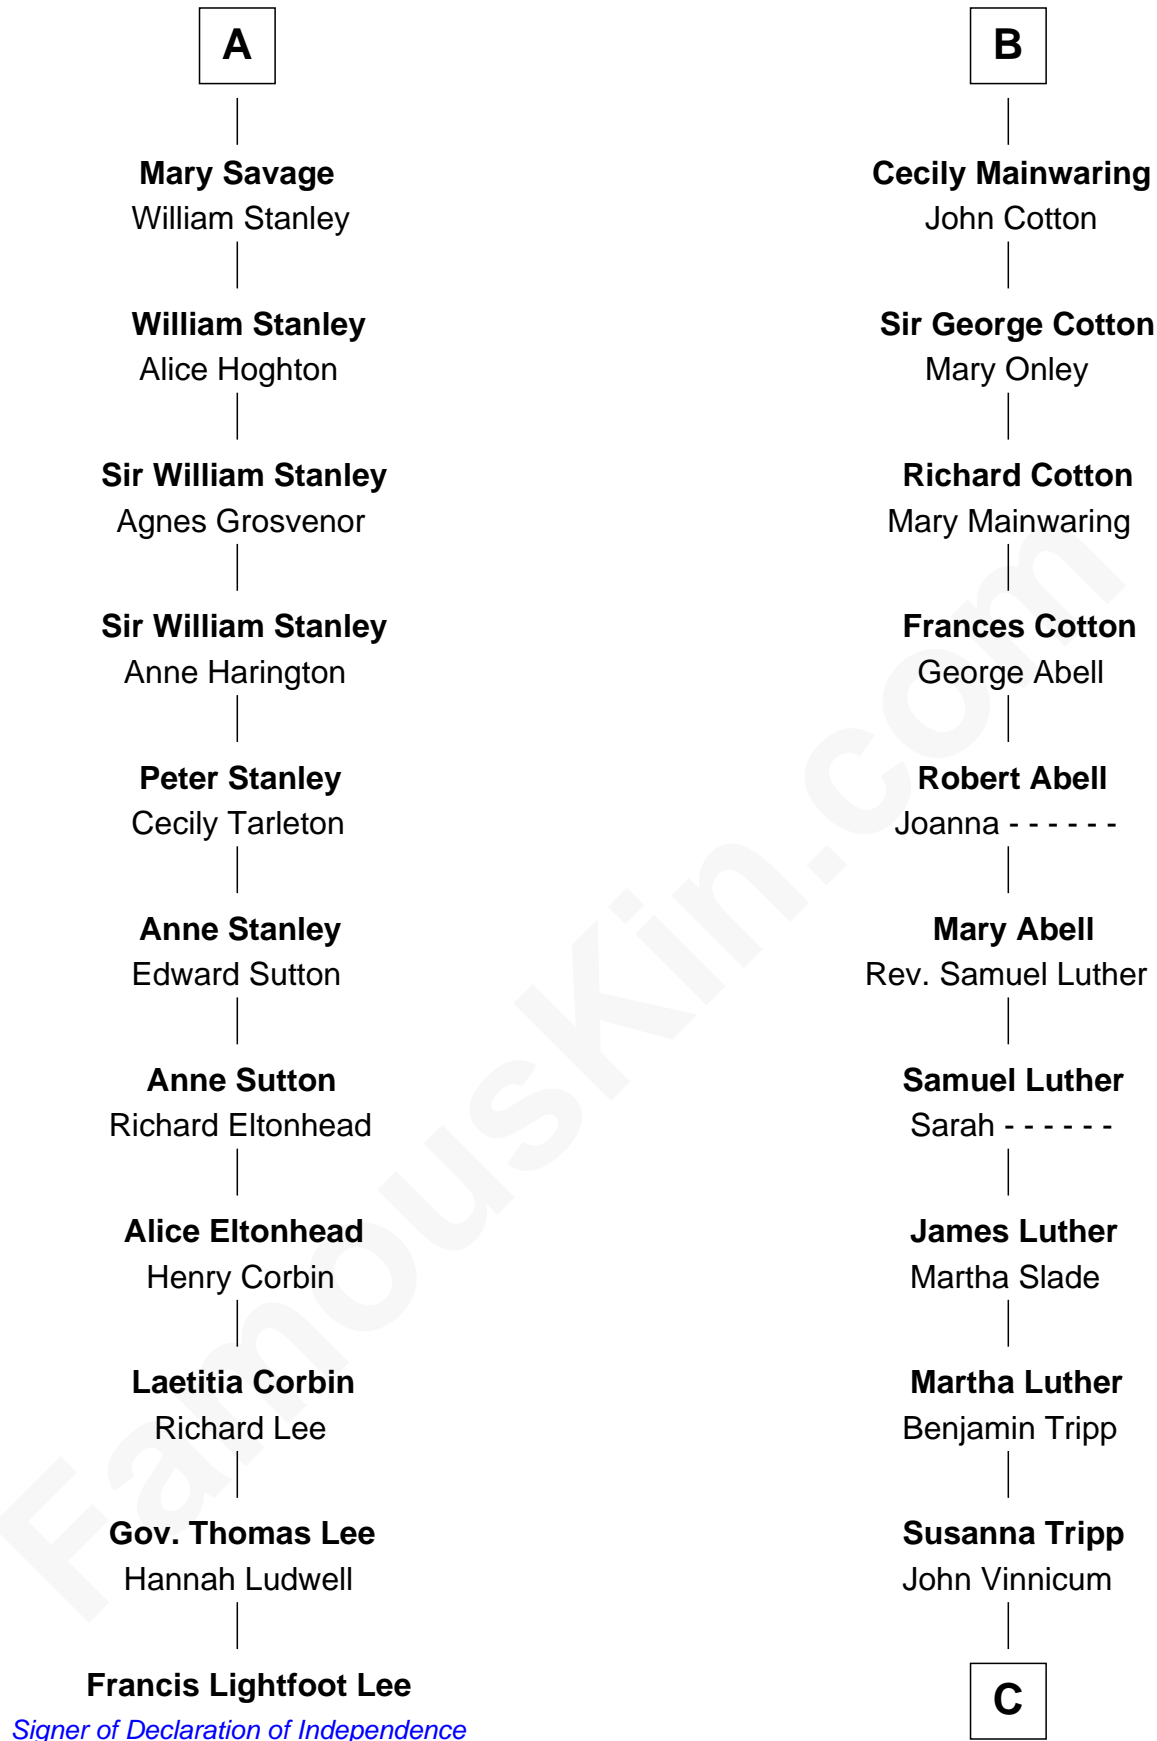 A
Mary Savage
William Stanley
William Stanley
Alice Hoghton
Sir William Stanley
Agnes Grosvenor
Sir William Stanley
Anne Harington
Peter Stanley
Cecily Tarleton
Anne Stanley
Edward Sutton
Anne Sutton
Richard Eltonhead
Alice Eltonhead
Henry Corbin
Laetitia Corbin
Richard Lee
Gov. Thomas Lee
Hannah Ludwell
Francis Lightfoot Lee
Signer of Declaration of Independence
B
Cecily Mainwaring
John Cotton
Sir George Cotton
Mary Onley
Richard Cotton
Mary Mainwaring
Frances Cotton
George Abell
Robert Abell
Joanna - - - - - -
Mary Abell
Rev. Samuel Luther
Samuel Luther
Sarah - - - - - -
James Luther
Martha Slade
Martha Luther
Benjamin Tripp
Susanna Tripp
John Vinnicum
C
FamousKin.com